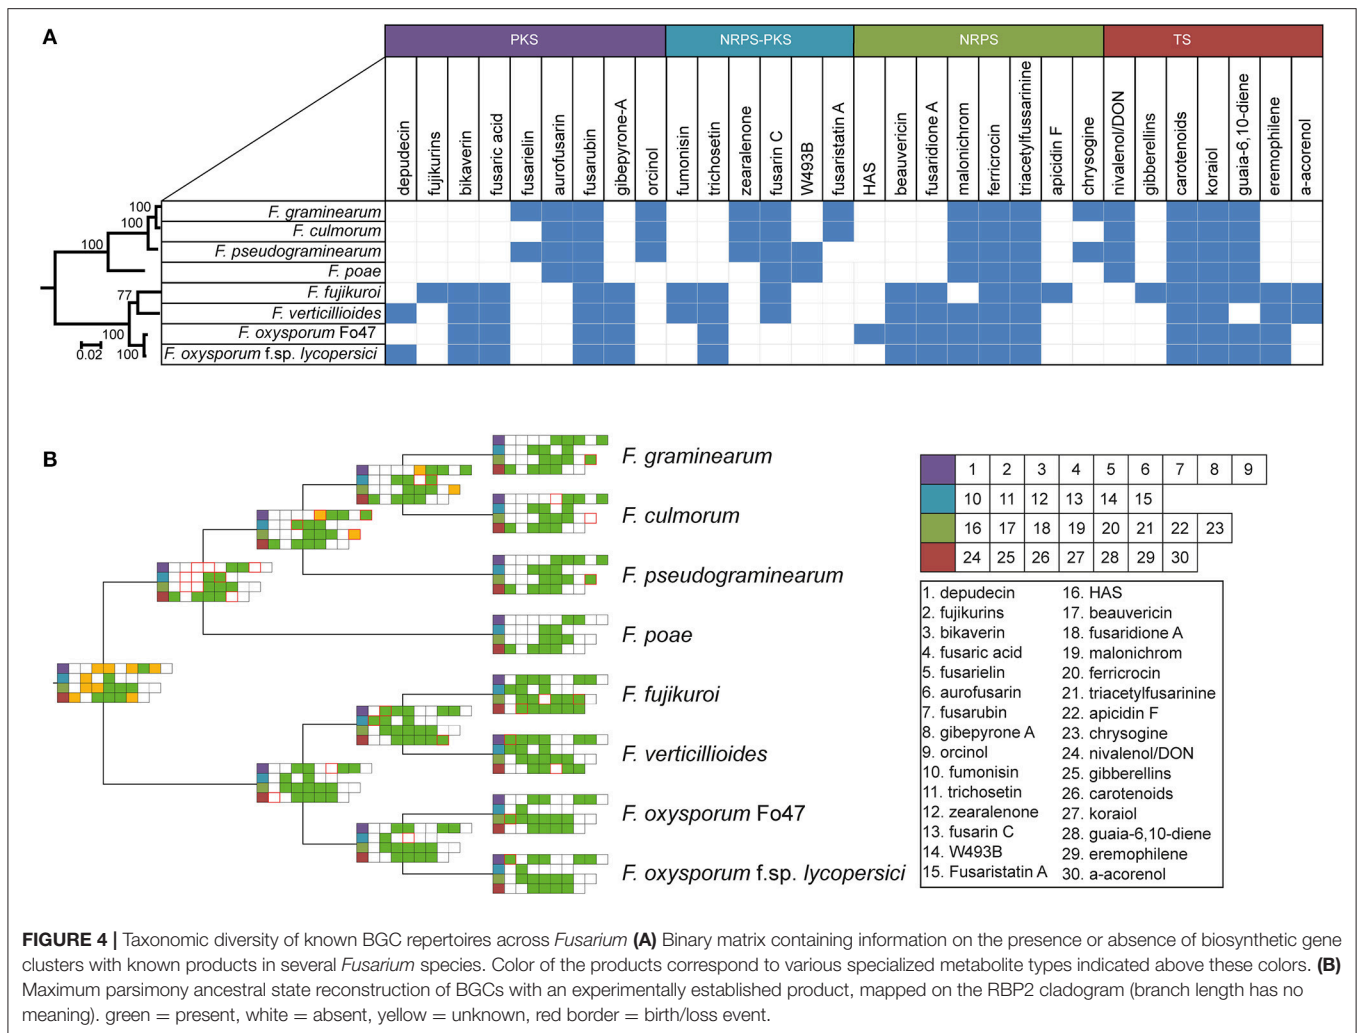 A
PKS
NRPS-PKS
NRPS
TS
depudecin
fujikurins
bikaverin
fusaric acid
fusarielin
aurofusarin
fusarubin
gibepyrone-A
orcinol
fumonisin
trichosetin
zearalenone
fusarin C
W493B
fusaristatin A
HAS
beauvericin
fusaridione A
malonichrom
ferricrocin
triacetylfussarinine
apicidin F
chrysogine
nivalenol/DON
gibberellins
carotenoids
koraiol
guaia-6,10-diene
eremophilene
a-acorenol
100
100
100
77
100
100
0.02
F. graminearum
F. culmorum
F. pseudograminearum
F. poae
F. fujikuroi
F. verticillioides
F. oxysporum Fo47
F. oxysporum f.sp. lycopersici
B
F. graminearum
F. culmorum
F. pseudograminearum
F. poae
F. fujikuroi
F. verticillioides
F. oxysporum Fo47
F. oxysporum f.sp. lycopersici
1 2 3 4 5 6 7 8 9
10 11 12 13 14 15
16 17 18 19 20 21 22 23
24 25 26 27 28 29 30
1. depudecin
2. fujikurins
3. bikaverin
4. fusaric acid
5. fusarielin
6. aurofusarin
7. fusarubin
8. gibepyrone A
9. orcinol
10. fumonisin
11. trichosetin
12. zearalenone
13. fusarin C
14. W493B
15. Fusaristatin A
16. HAS
17. beauvericin
18. fusaridione A
19. malonichrom
20. ferricrocin
21. triacetylfusarinine
22. apicidin F
23. chrysogine
24. nivalenol/DON
25. gibberellins
26. carotenoids
27. koraiol
28. guaia-6,10-diene
29. eremophilene
30. a-acorenol
FIGURE 4 | Taxonomic diversity of known BGC repertoires across Fusarium (A) Binary matrix containing information on the presence or absence of biosynthetic gene
clusters with known products in several Fusarium species. Color of the products correspond to various specialized metabolite types indicated above these colors. (B)
Maximum parsimony ancestral state reconstruction of BGCs with an experimentally established product, mapped on the RBP2 cladogram (branch length has no
meaning). green = present, white = absent, yellow = unknown, red border = birth/loss event.